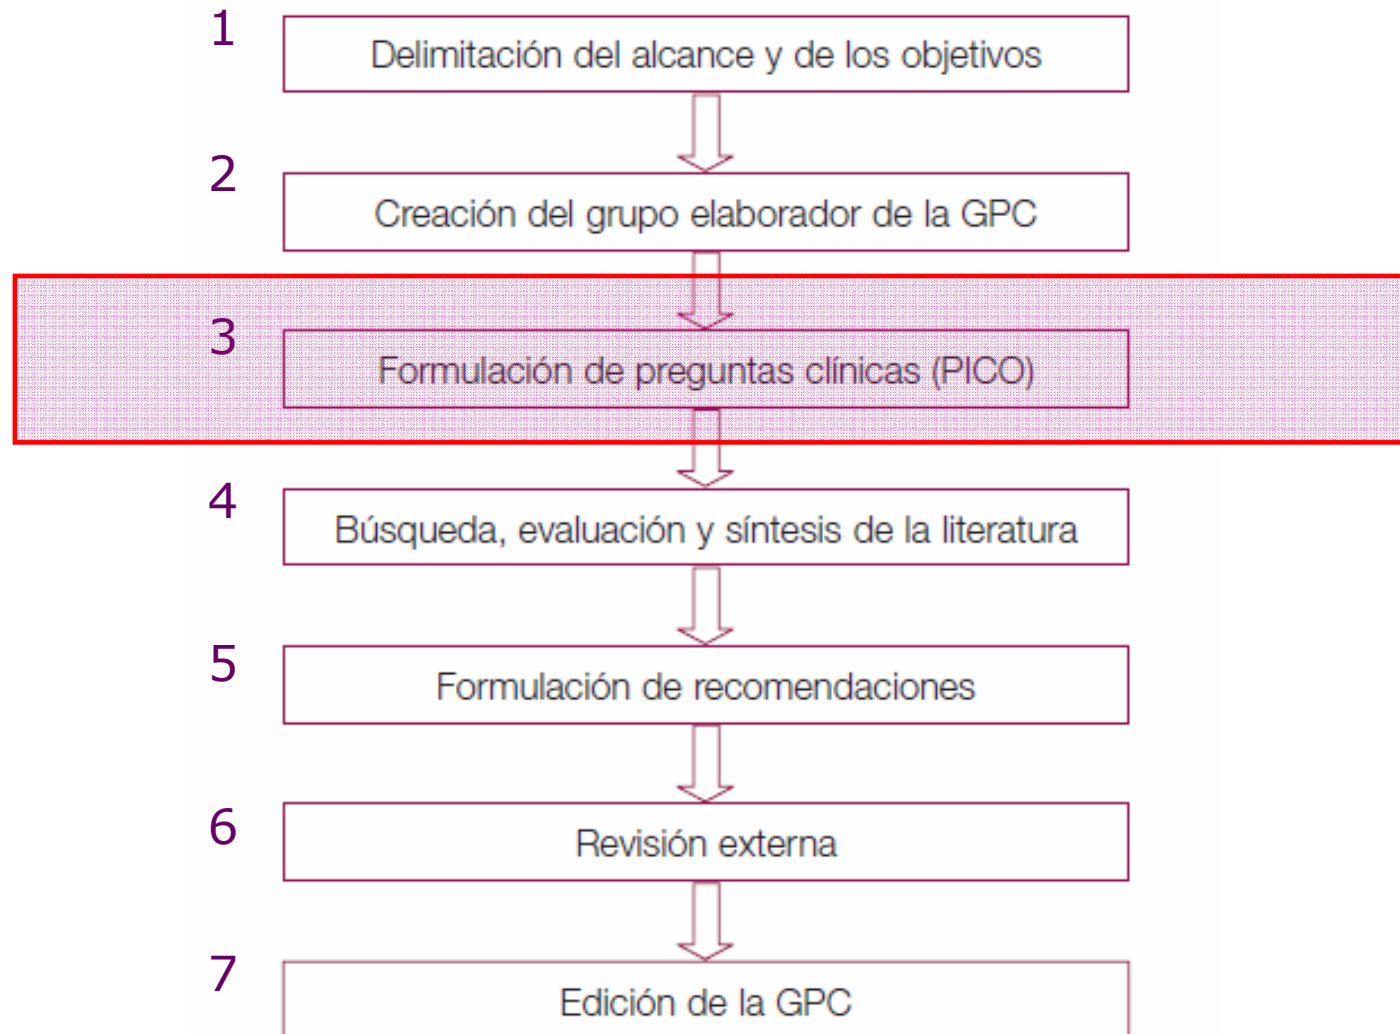 1
Delimitación del alcance y de los objetivos
2
Creación del grupo elaborador de la GPC
3
Formulación de preguntas clínicas (PICO)
4
Búsqueda, evaluación y síntesis de la literatura
5
Formulación de recomendaciones
6
Revisión externa
7
Edición de la GPC